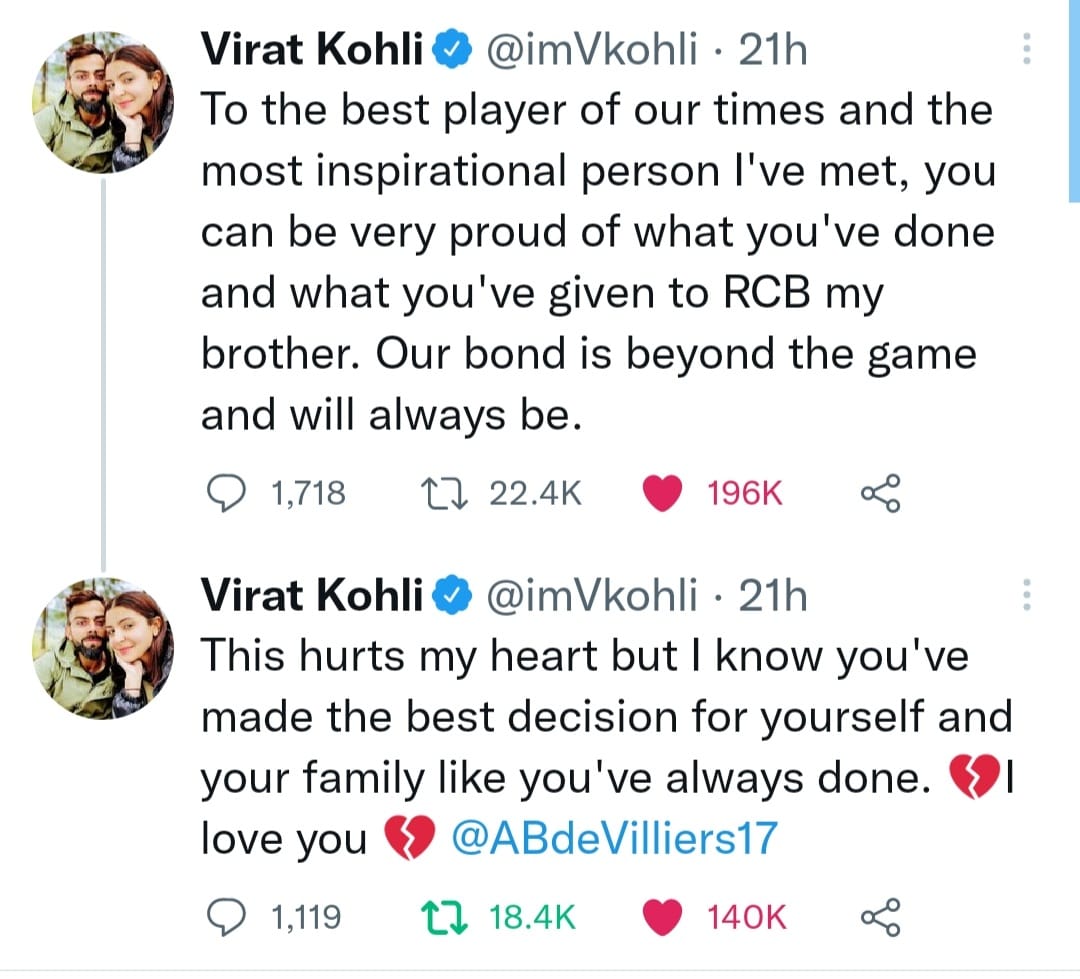 Virat Kohli @imVkohli · 21h
To the best player of our times and the
most inspirational person I've met, you
can be very proud of what you've done
and what you've given to RCB my
brother. Our bond is beyond the game
and will always be.
1,718 22.4K 196K
Virat Kohli @imVkohli · 21h
This hurts my heart but I know you've
made the best decision for yourself and
your family like you've always done. 💔I
love you 💔 @ABdeVilliers17
1,119 18.4K 140K